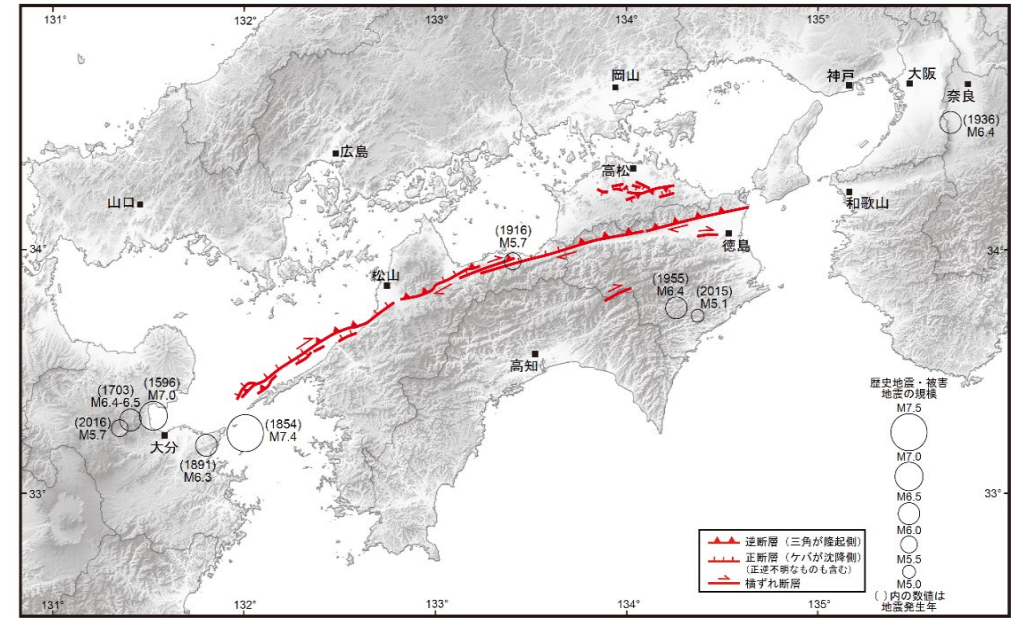 131°
132°
133°
134°
135°
岡山
神戸
大阪
奈良
(1936)
M6.4
広島
高松
山口
和歌山
34°
34°
(1916)
M5.7
徳島
松山
(1955)
M6.4
(2015)
M5.1
高知
(1703)
M6.4-6.5
(1596)
M7.0
(2016)
M5.7
大分
(1854)
M7.4
(1891)
M6.3
歴史地震・被害
地震の規模
M7.5
M7.0
M6.5
M6.0
M5.5
M5.0
( )内の数値は
地震発生年
33°
33°
逆断層（三角が隆起側）
正断層（ケバが沈降側）
(正逆不明なものも含む)
横ずれ断層
131°
132°
133°
134°
135°